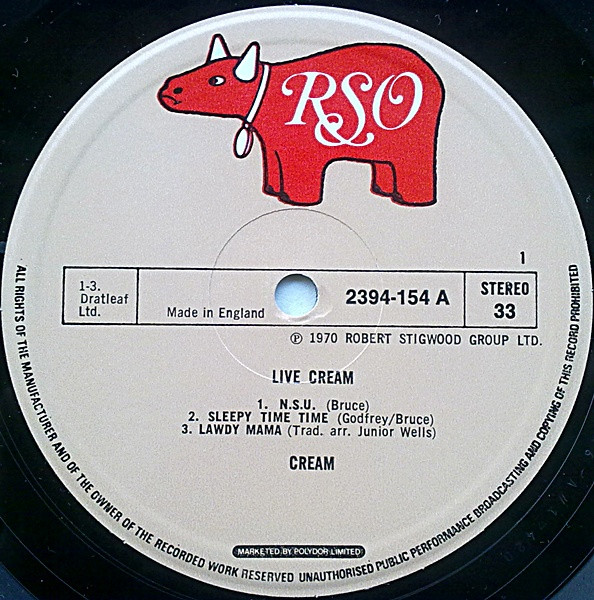 RSO
1
1-3.
Dratleaf
Ltd.
Made in England
2394-154 A
STEREO
33
℗ 1970 ROBERT STIGWOOD GROUP LTD.
LIVE CREAM
1. N.S.U. (Bruce)
2. SLEEPY TIME TIME (Godfrey/Bruce)
3. LAWDY MAMA (Trad. arr. Junior Wells)
CREAM
MARKETED BY POLYDOR LIMITED
ALL RIGHTS OF THE MANUFACTURER AND OF THE OWNER OF THE RECORDED WORK RESERVED UNAUTHORISED PUBLIC PERFORMANCE BROADCASTING AND COPYING OF THIS RECORD PROHIBITED